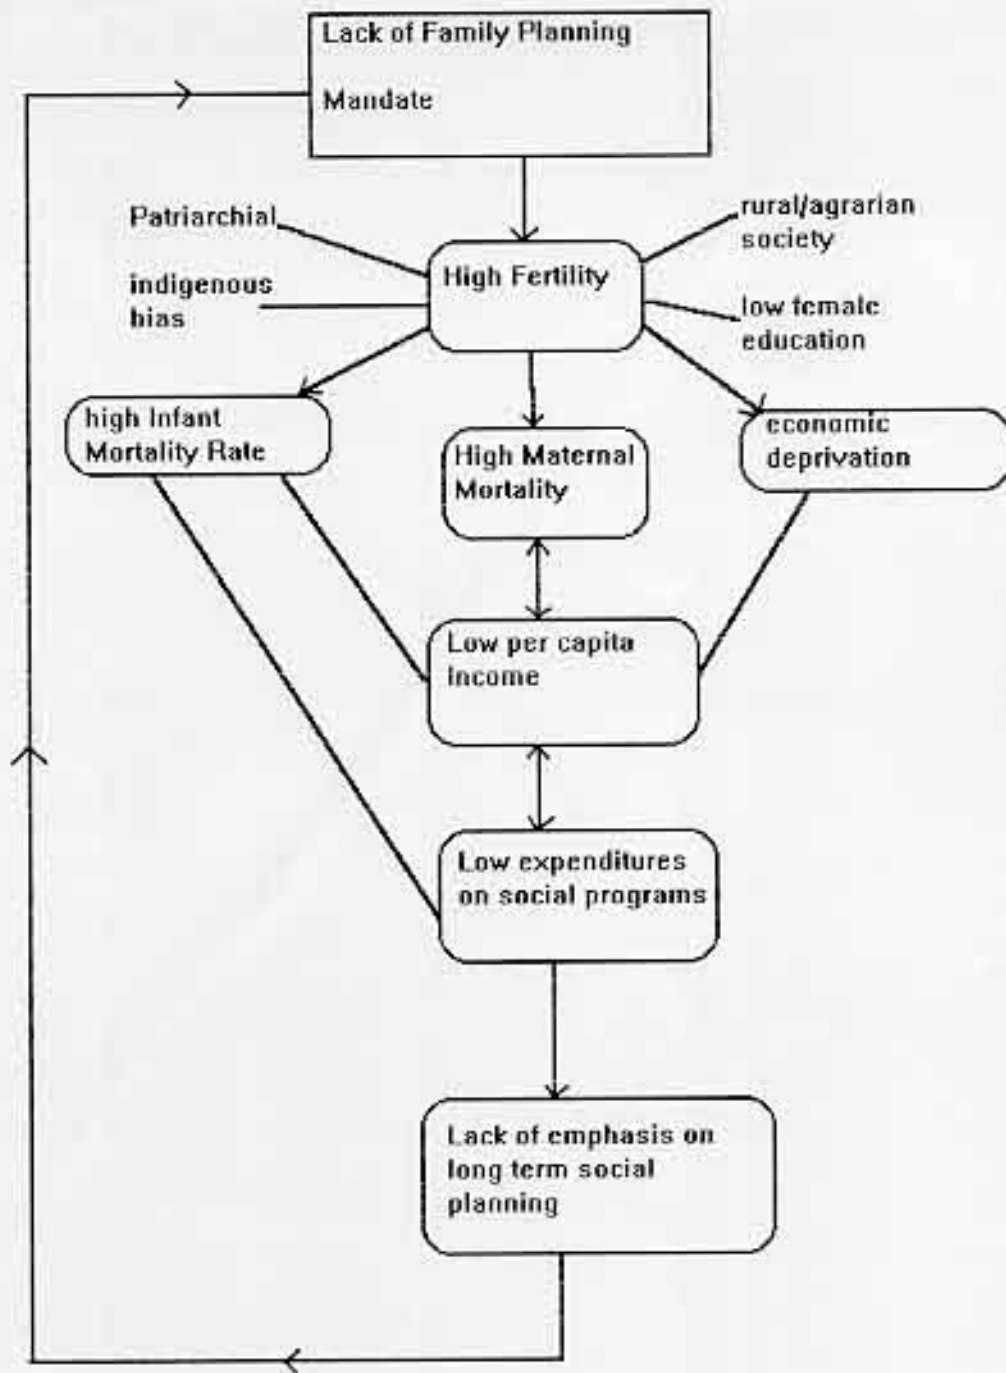 Lack of Family Planning
Mandate
Patriarchial
rural/agrarian
society
indigenous
bias
High Fertility
low female
education
high Infant
Mortality Rate
High Maternal
Mortality
economic
deprivation
Low per capita
income
Low expenditures
on social programs
Lack of emphasis on
long term social
planning